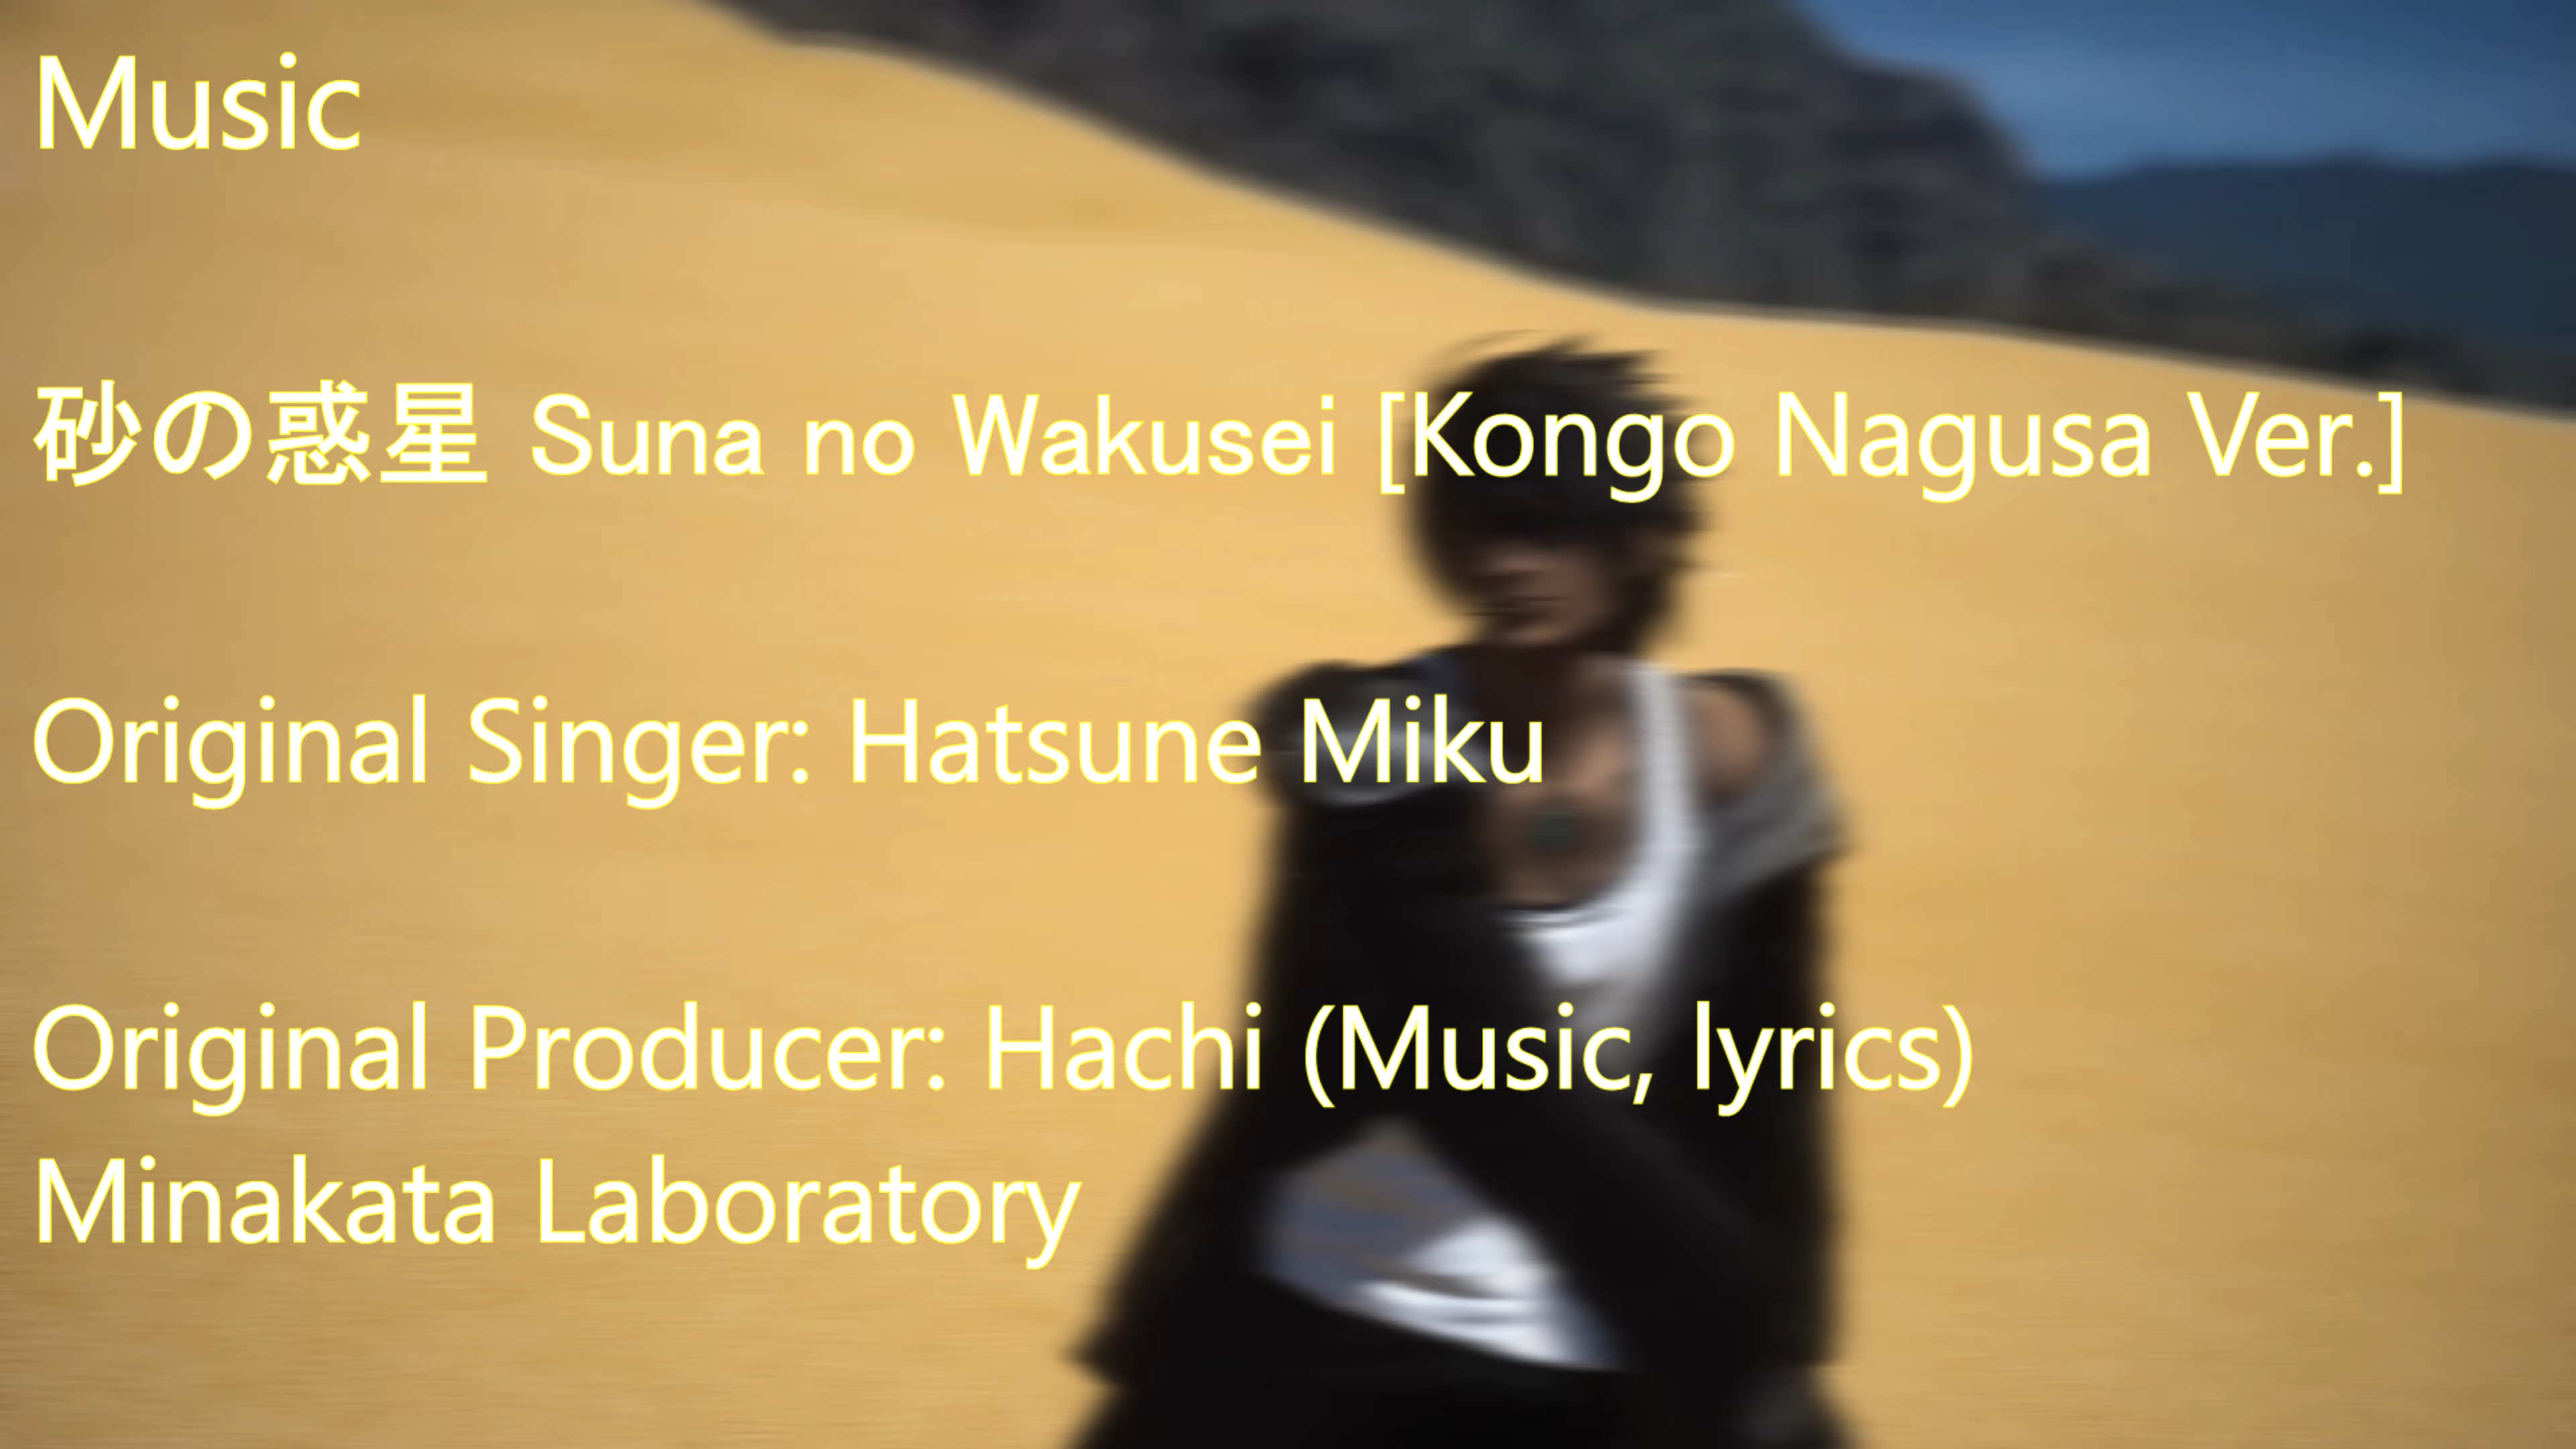 Music
砂の惑星 Suna no Wakusei [Kongo Nagusa Ver.]
Original Singer: Hatsune Miku
Original Producer: Hachi (Music, lyrics)
Minakata Laboratory